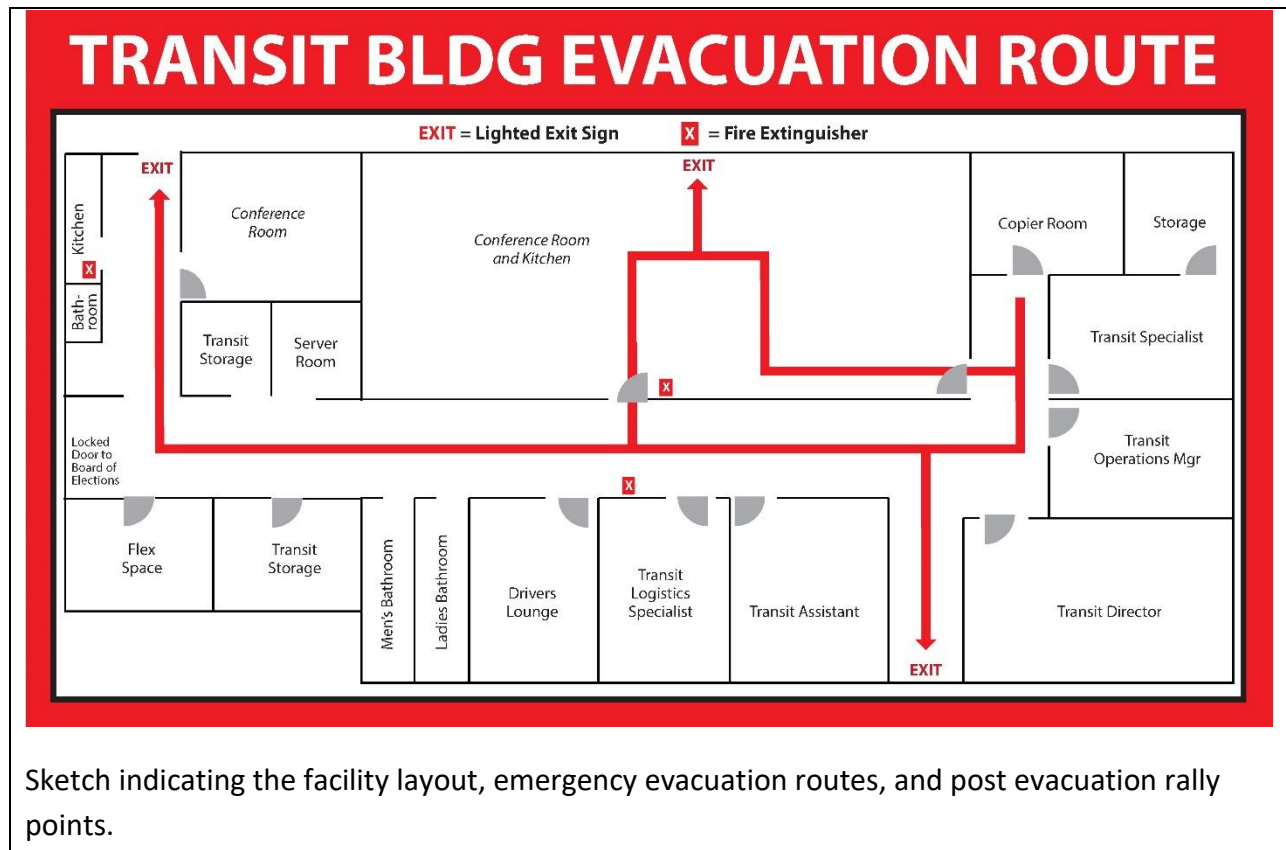 TRANSIT BLDG EVACUATION ROUTE
EXIT = Lighted Exit Sign
X = Fire Extinguisher
EXIT
EXIT
Kitchen
X
Bath-
room
Conference
Room
Conference Room
and Kitchen
Copier Room
Storage
Transit
Storage
Server
Room
Transit Specialist
X
Locked
Door to
Board of
Elections
Transit
Operations Mgr
X
Flex
Space
Transit
Storage
Men's Bathroom
Ladies Bathroom
Drivers
Lounge
Transit
Logistics
Specialist
Transit Assistant
Transit Director
EXIT
Sketch indicating the facility layout, emergency evacuation routes, and post evacuation rally
points.